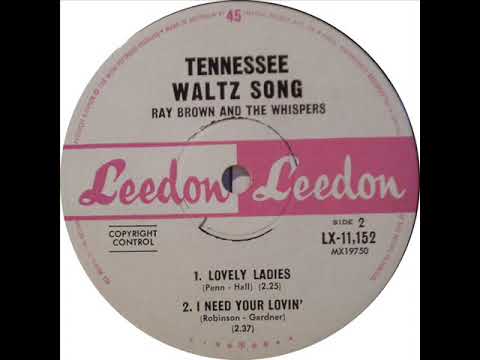 45
TENNESSEE
WALTZ SONG
RAY BROWN AND THE WHISPERS
Leedon Leedon
COPYRIGHT
CONTROL
SIDE 2
LX-11,152
MX19750
1. LOVELY LADIES
(Penn - Hall) (2.25)
2. I NEED YOUR LOVIN'
(Robinson - Gardner)
(2.37)